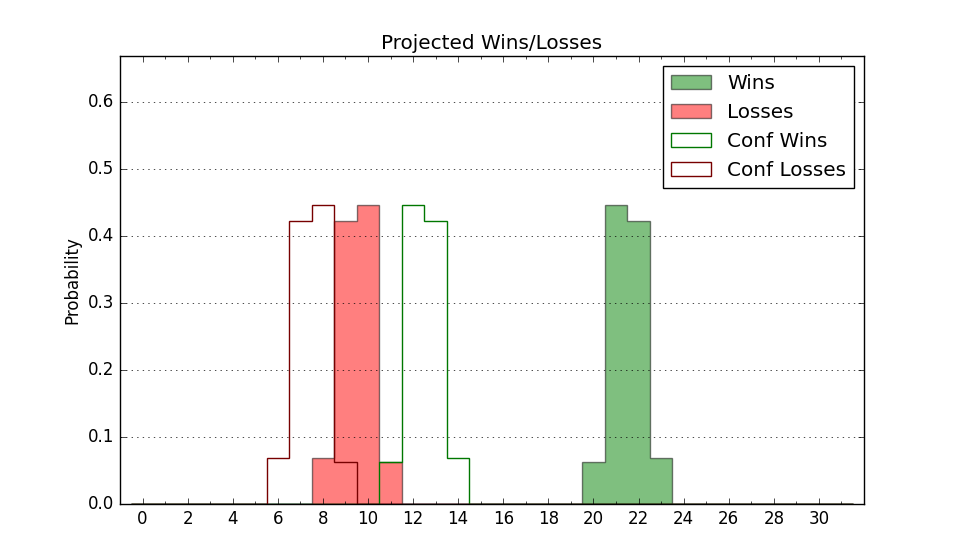 Projected Wins/Losses
Wins
Losses
Conf Wins
Conf Losses
Probability
0.6
0.5
0.4
0.3
0.2
0.1
0.0
0 2 4 6 8 10 12 14 16 18 20 22 24 26 28 30